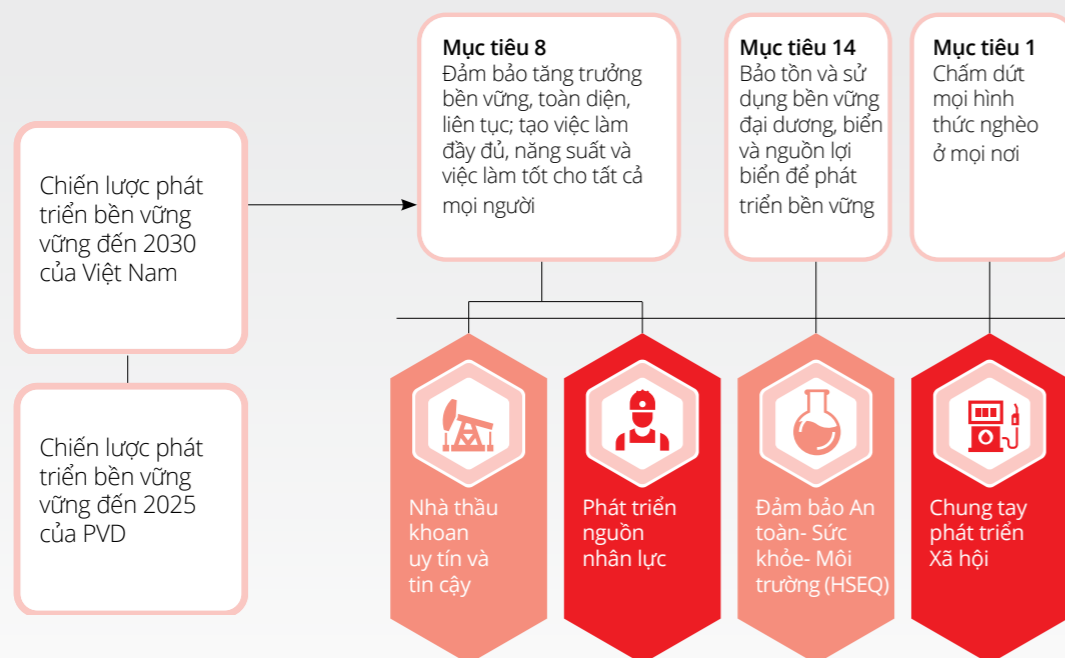 Mục tiêu 8
Đảm bảo tăng trưởng
bền vững, toàn diện,
liên tục; tạo việc làm
đầy đủ, năng suất và
việc làm tốt cho tất cả
mọi người
Mục tiêu 14
Bảo tồn và sử
dụng bền vững
đại dương, biển
và nguồn lợi
biển để phát
triển bền vững
Mục tiêu 1
Chấm dứt
mọi hình
thức nghèo
ở mọi nơi
Chiến lược phát
triển bền vững
vững đến 2030
của Việt Nam
Chiến lược phát
triển bền vững
vững đến 2025
của PVD
Nhà thầu
khoan
uy tín và
tin cậy
Phát triển
nguồn
nhân lực
Đảm bảo An
toàn- Sức
khỏe- Môi
trường (HSEQ)
Chung tay
phát triển
Xã hội